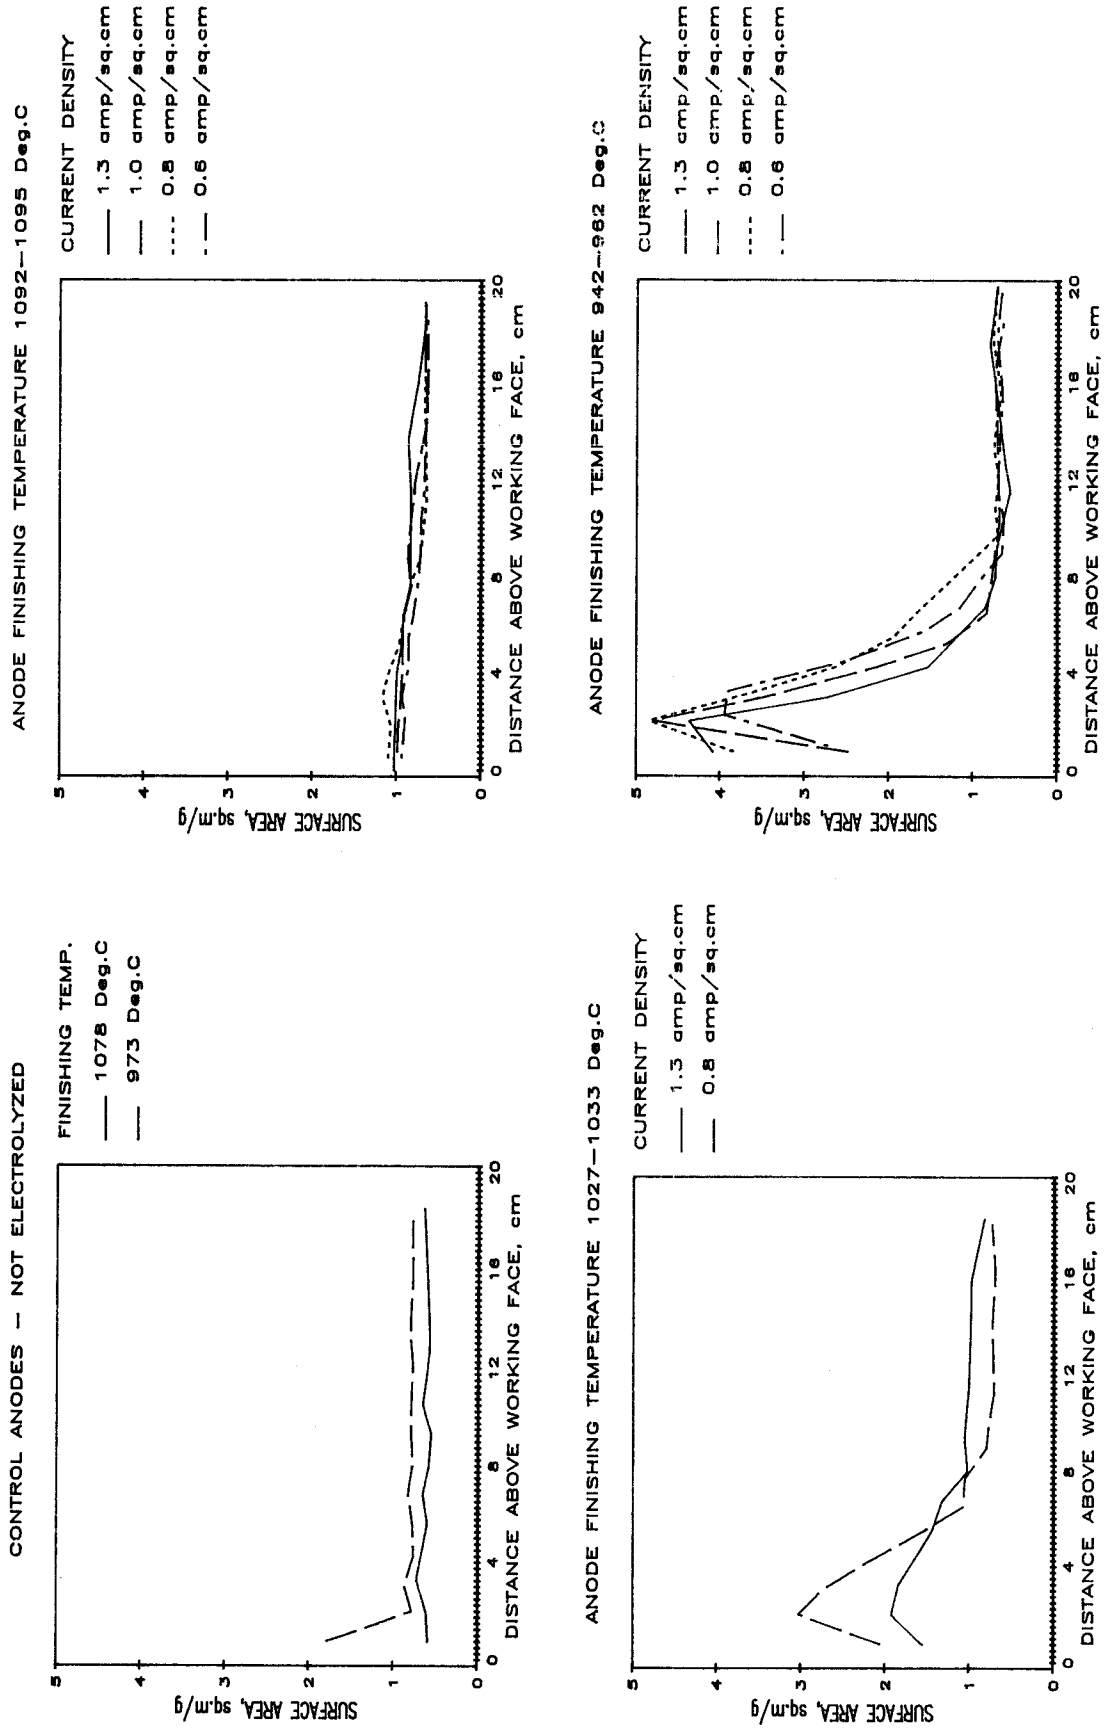 CONTROL ANODES — NOT ELECTROLYZED
FINISHING TEMP.
1078 Deg.C
973 Deg.C
SURFACE AREA, sq.m/g
5
4
3
2
1
0
0 4 8 12 16 20
DISTANCE ABOVE WORKING FACE, cm
ANODE FINISHING TEMPERATURE 1092—1095 Deg.C
CURRENT DENSITY
1.3 amp/sq.cm
1.0 amp/sq.cm
0.8 amp/sq.cm
0.6 amp/sq.cm
SURFACE AREA, sq.m/g
5
4
3
2
1
0
0 4 8 12 16 20
DISTANCE ABOVE WORKING FACE, cm
ANODE FINISHING TEMPERATURE 1027—1033 Deg.C
CURRENT DENSITY
1.3 amp/sq.cm
0.8 amp/sq.cm
SURFACE AREA, sq.m/g
5
4
3
2
1
0
0 4 8 12 16 20
DISTANCE ABOVE WORKING FACE, cm
ANODE FINISHING TEMPERATURE 942—962 Deg.C
CURRENT DENSITY
1.3 amp/sq.cm
1.0 amp/sq.cm
0.8 amp/sq.cm
0.6 amp/sq.cm
SURFACE AREA, sq.m/g
5
4
3
2
1
0
0 4 8 12 16 20
DISTANCE ABOVE WORKING FACE, cm